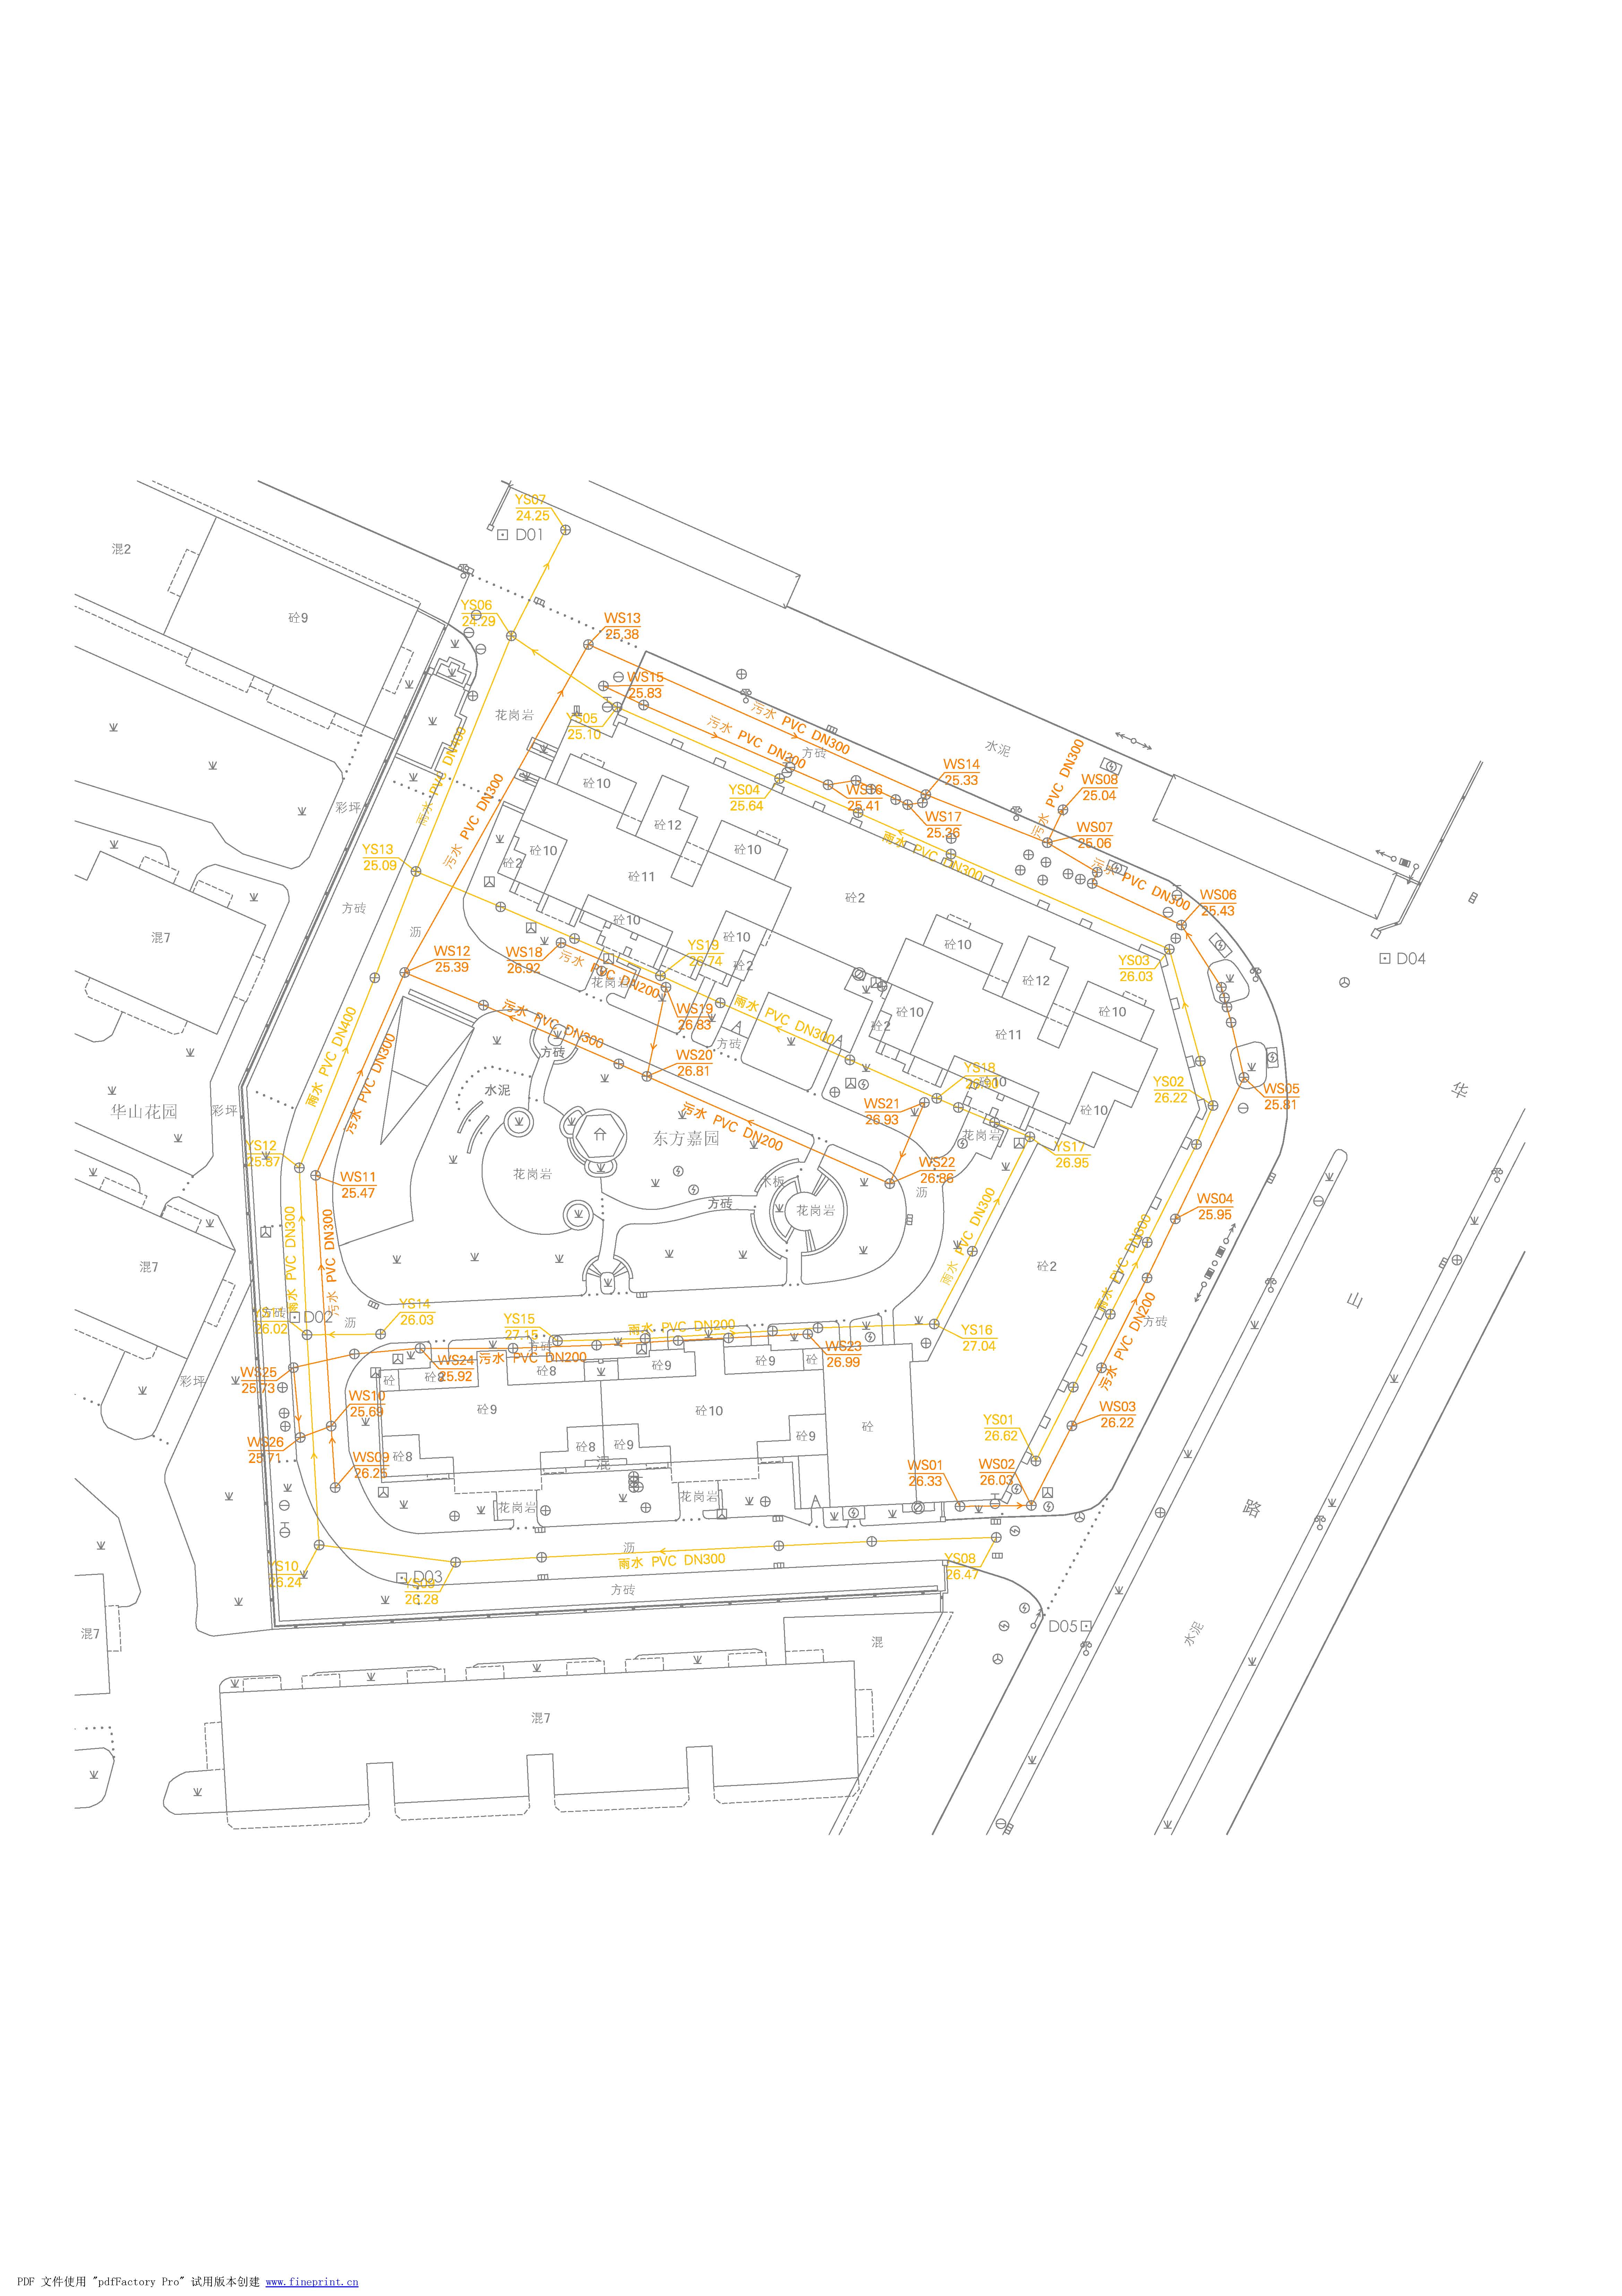 YS07
24.25
D01
混2
YS06
24.29
砼9
WS13
25.38
WS15
25.83
花岗岩
YS05
25.10
污水 PVC DN300
污水 PVC DN200
方砖
水泥
雨水 PVC DN400
污水 PVC DN300
砼10
YS04
25.64
WS14
25.33
污水 PVC DN300
WS08
25.04
彩坪
WS16
25.41
WS17
25.36
砼12
WS07
25.06
YS13
25.09
砼2
砼10
砼10
雨水 PVC DN300
污水 PVC DN300
砼11
砼2
WS06
25.43
方砖
混7
沥
砼10
砼10
砼10
WS12
25.39
WS18
26.92
污水 PVC DN200
YS19
26.74
砼2
YS03
26.03
D04
花岗岩
砼12
WS19
26.83
雨水 PVC DN300
砼10
砼2
砼10
雨水 PVC DN400
污水 PVC DN300
污水 PVC DN300
方砖
方砖
砼11
WS20
26.81
水泥
YS18
砼10
YS02
26.22
WS05
25.81
华
华山花园
彩坪
WS21
26.93
砼10
污水 PVC DN200
东方嘉园
花岗岩
YS12
25.87
YS17
26.95
WS11
25.47
花岗岩
WS22
26.86
木板
沥
方砖
花岗岩
WS04
25.95
雨水 PVC DN300
污水 PVC DN300
雨水 PVC DN300
雨水 PVC DN300
混7
砼2
山
方砖
D02
26.02
YS14
26.03
沥
YS15
27.15
雨水 PVC DN200
YS16
27.04
污水 PVC DN200
方砖
方砖
WS23
26.99
WS24
25.92
污水 PVC DN200
WS25
25.73
彩坪
砼
砼8
砼8
砼9
砼9
砼
WS10
25.69
砼9
砼10
砼
WS03
26.22
YS01
26.62
WS26
25.71
砼8
砼8
砼9
砼9
混
WS09
26.25
WS01
26.33
WS02
26.03
花岗岩
花岗岩
路
沥
雨水 PVC DN300
YS10
26.24
D03
YS09
26.28
方砖
YS08
26.47
混7
混
D05
水泥
混7
PDF 文件使用 "pdfFactory Pro" 试用版本创建 www.fineprint.cn